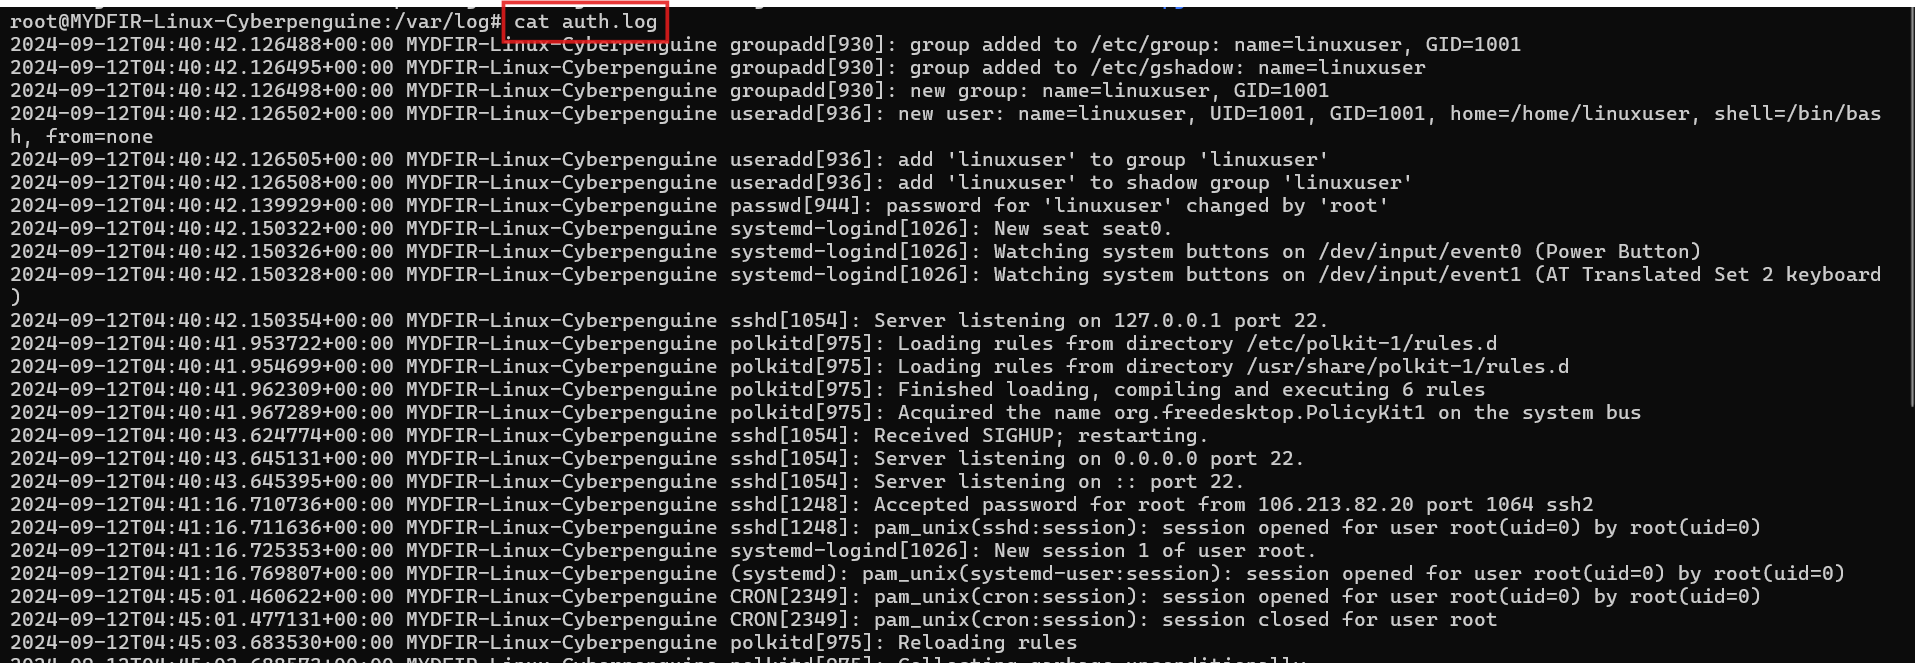 root@MYDFIR-Linux-Cyberpenguine:/var/log# cat auth.log
2024-09-12T04:40:42.126488+00:00 MYDFIR-Linux-Cyberpenguine groupadd[930]: group added to /etc/group: name=linuxuser, GID=1001
2024-09-12T04:40:42.126495+00:00 MYDFIR-Linux-Cyberpenguine groupadd[930]: group added to /etc/gshadow: name=linuxuser
2024-09-12T04:40:42.126498+00:00 MYDFIR-Linux-Cyberpenguine groupadd[930]: new group: name=linuxuser, GID=1001
2024-09-12T04:40:42.126502+00:00 MYDFIR-Linux-Cyberpenguine useradd[936]: new user: name=linuxuser, UID=1001, GID=1001, home=/home/linuxuser, shell=/bin/bas
h, from=none
2024-09-12T04:40:42.126505+00:00 MYDFIR-Linux-Cyberpenguine useradd[936]: add 'linuxuser' to group 'linuxuser'
2024-09-12T04:40:42.126508+00:00 MYDFIR-Linux-Cyberpenguine useradd[936]: add 'linuxuser' to shadow group 'linuxuser'
2024-09-12T04:40:42.139929+00:00 MYDFIR-Linux-Cyberpenguine passwd[944]: password for 'linuxuser' changed by 'root'
2024-09-12T04:40:42.150322+00:00 MYDFIR-Linux-Cyberpenguine systemd-logind[1026]: New seat seat0.
2024-09-12T04:40:42.150326+00:00 MYDFIR-Linux-Cyberpenguine systemd-logind[1026]: Watching system buttons on /dev/input/event0 (Power Button)
2024-09-12T04:40:42.150328+00:00 MYDFIR-Linux-Cyberpenguine systemd-logind[1026]: Watching system buttons on /dev/input/event1 (AT Translated Set 2 keyboard
)
2024-09-12T04:40:42.150354+00:00 MYDFIR-Linux-Cyberpenguine sshd[1054]: Server listening on 127.0.0.1 port 22.
2024-09-12T04:40:41.953722+00:00 MYDFIR-Linux-Cyberpenguine polkitd[975]: Loading rules from directory /etc/polkit-1/rules.d
2024-09-12T04:40:41.954699+00:00 MYDFIR-Linux-Cyberpenguine polkitd[975]: Loading rules from directory /usr/share/polkit-1/rules.d
2024-09-12T04:40:41.962309+00:00 MYDFIR-Linux-Cyberpenguine polkitd[975]: Finished loading, compiling and executing 6 rules
2024-09-12T04:40:41.967289+00:00 MYDFIR-Linux-Cyberpenguine polkitd[975]: Acquired the name org.freedesktop.PolicyKit1 on the system bus
2024-09-12T04:40:43.624774+00:00 MYDFIR-Linux-Cyberpenguine sshd[1054]: Received SIGHUP; restarting.
2024-09-12T04:40:43.645131+00:00 MYDFIR-Linux-Cyberpenguine sshd[1054]: Server listening on 0.0.0.0 port 22.
2024-09-12T04:40:43.645395+00:00 MYDFIR-Linux-Cyberpenguine sshd[1054]: Server listening on :: port 22.
2024-09-12T04:41:16.710736+00:00 MYDFIR-Linux-Cyberpenguine sshd[1248]: Accepted password for root from 106.213.82.20 port 1064 ssh2
2024-09-12T04:41:16.711636+00:00 MYDFIR-Linux-Cyberpenguine sshd[1248]: pam_unix(sshd:session): session opened for user root(uid=0) by root(uid=0)
2024-09-12T04:41:16.725353+00:00 MYDFIR-Linux-Cyberpenguine systemd-logind[1026]: New session 1 of user root.
2024-09-12T04:41:16.769807+00:00 MYDFIR-Linux-Cyberpenguine (systemd): pam_unix(systemd-user:session): session opened for user root(uid=0) by root(uid=0)
2024-09-12T04:45:01.460622+00:00 MYDFIR-Linux-Cyberpenguine CRON[2349]: pam_unix(cron:session): session opened for user root(uid=0) by root(uid=0)
2024-09-12T04:45:01.477131+00:00 MYDFIR-Linux-Cyberpenguine CRON[2349]: pam_unix(cron:session): session closed for user root
2024-09-12T04:45:03.683530+00:00 MYDFIR-Linux-Cyberpenguine polkitd[975]: Reloading rules